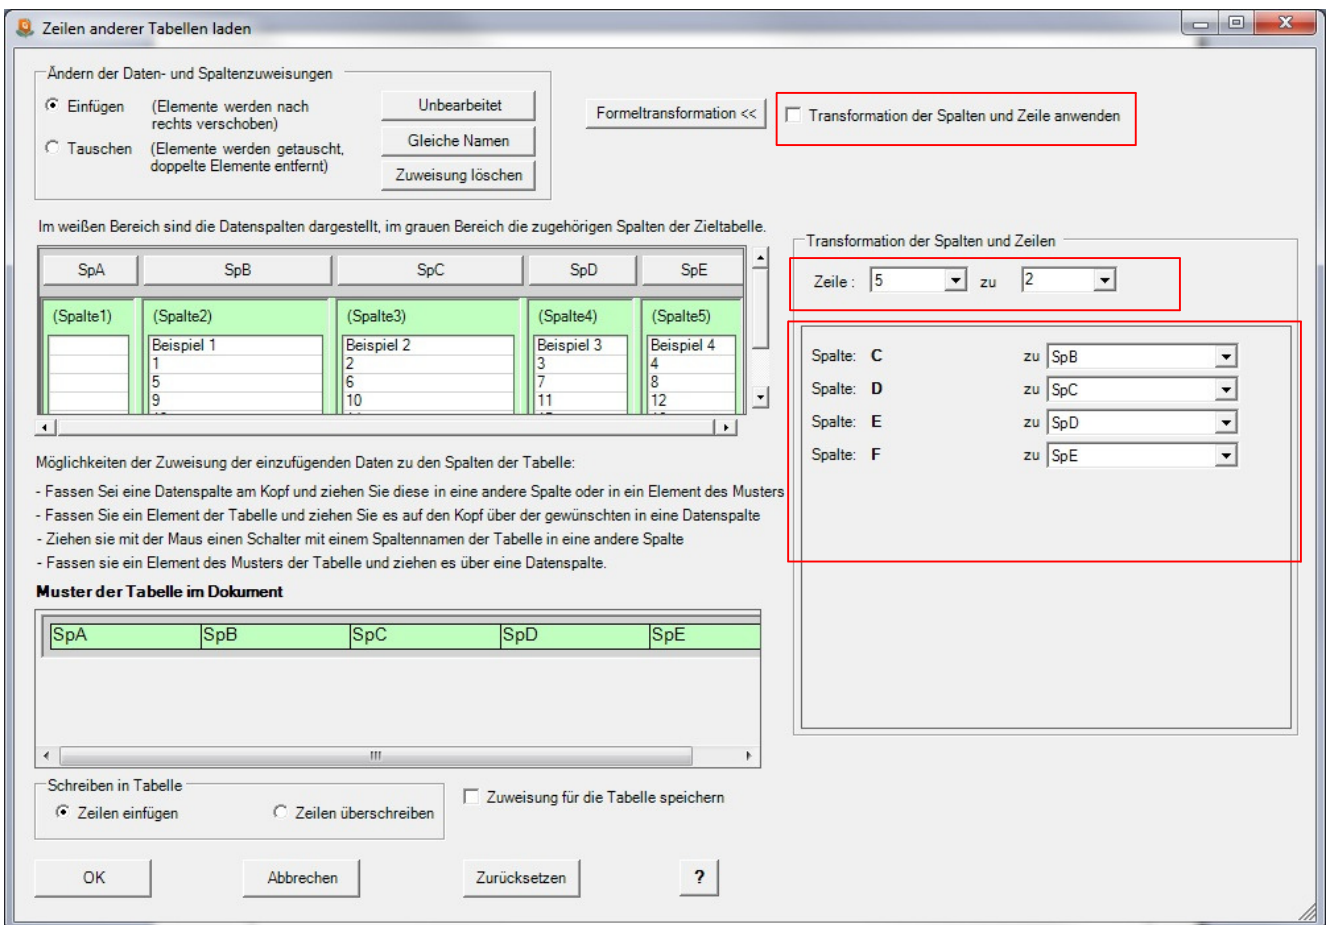 Zeilen anderer Tabellen laden
Ändern der Daten- und Spaltenzuweisungen
Einfügen (Elemente werden nach
rechts verschoben)
Tauschen (Elemente werden getauscht,
doppelte Elemente entfernt)
Unbearbeitet
Gleiche Namen
Zuweisung löschen
Formeltransformation <<
Transformation der Spalten und Zeile anwenden
Im weißen Bereich sind die Datenspalten dargestellt, im grauen Bereich die zugehörigen Spalten der Zieltabelle.
SpA SpB SpC SpD SpE
(Spalte1) (Spalte2) (Spalte3) (Spalte4) (Spalte5)
Beispiel 1 Beispiel 2 Beispiel 3 Beispiel 4
1 2 3 4
5 6 7 8
9 10 11 12
Transformation der Spalten und Zeilen
Zeile : 5 zu 2
Spalte: C zu SpB
Spalte: D zu SpC
Spalte: E zu SpD
Spalte: F zu SpE
Möglichkeiten der Zuweisung der einzufügenden Daten zu den Spalten der Tabelle:
- Fassen Sei eine Datenspalte am Kopf und ziehen Sie diese in eine andere Spalte oder in ein Element des Musters
- Fassen Sie ein Element der Tabelle und ziehen Sie es auf den Kopf über der gewünschten in eine Datenspalte
- Ziehen sie mit der Maus einen Schalter mit einem Spaltennamen der Tabelle in eine andere Spalte
- Fassen sie ein Element des Musters der Tabelle und ziehen es über eine Datenspalte.
Muster der Tabelle im Dokument
SpA SpB SpC SpD SpE
Schreiben in Tabelle
Zeilen einfügen Zeilen überschreiben
Zuweisung für die Tabelle speichern
OK Abbrechen Zurücksetzen ?